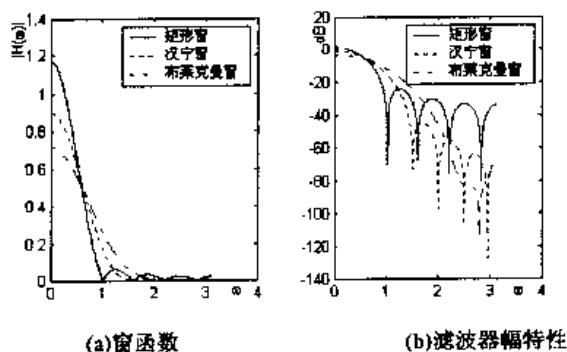 |H(ω)|
1.4
1.2
1
0.8
0.6
0.4
0.2
0
0
1
2
3
ω
4
矩形窗
汉宁窗
布莱克曼窗
(a)窗函数
dB
20
0
-20
-40
-60
-80
-100
-120
-140
0
1
2
3
ω
4
矩形窗
汉宁窗
布莱克曼窗
(b)滤波器幅特性